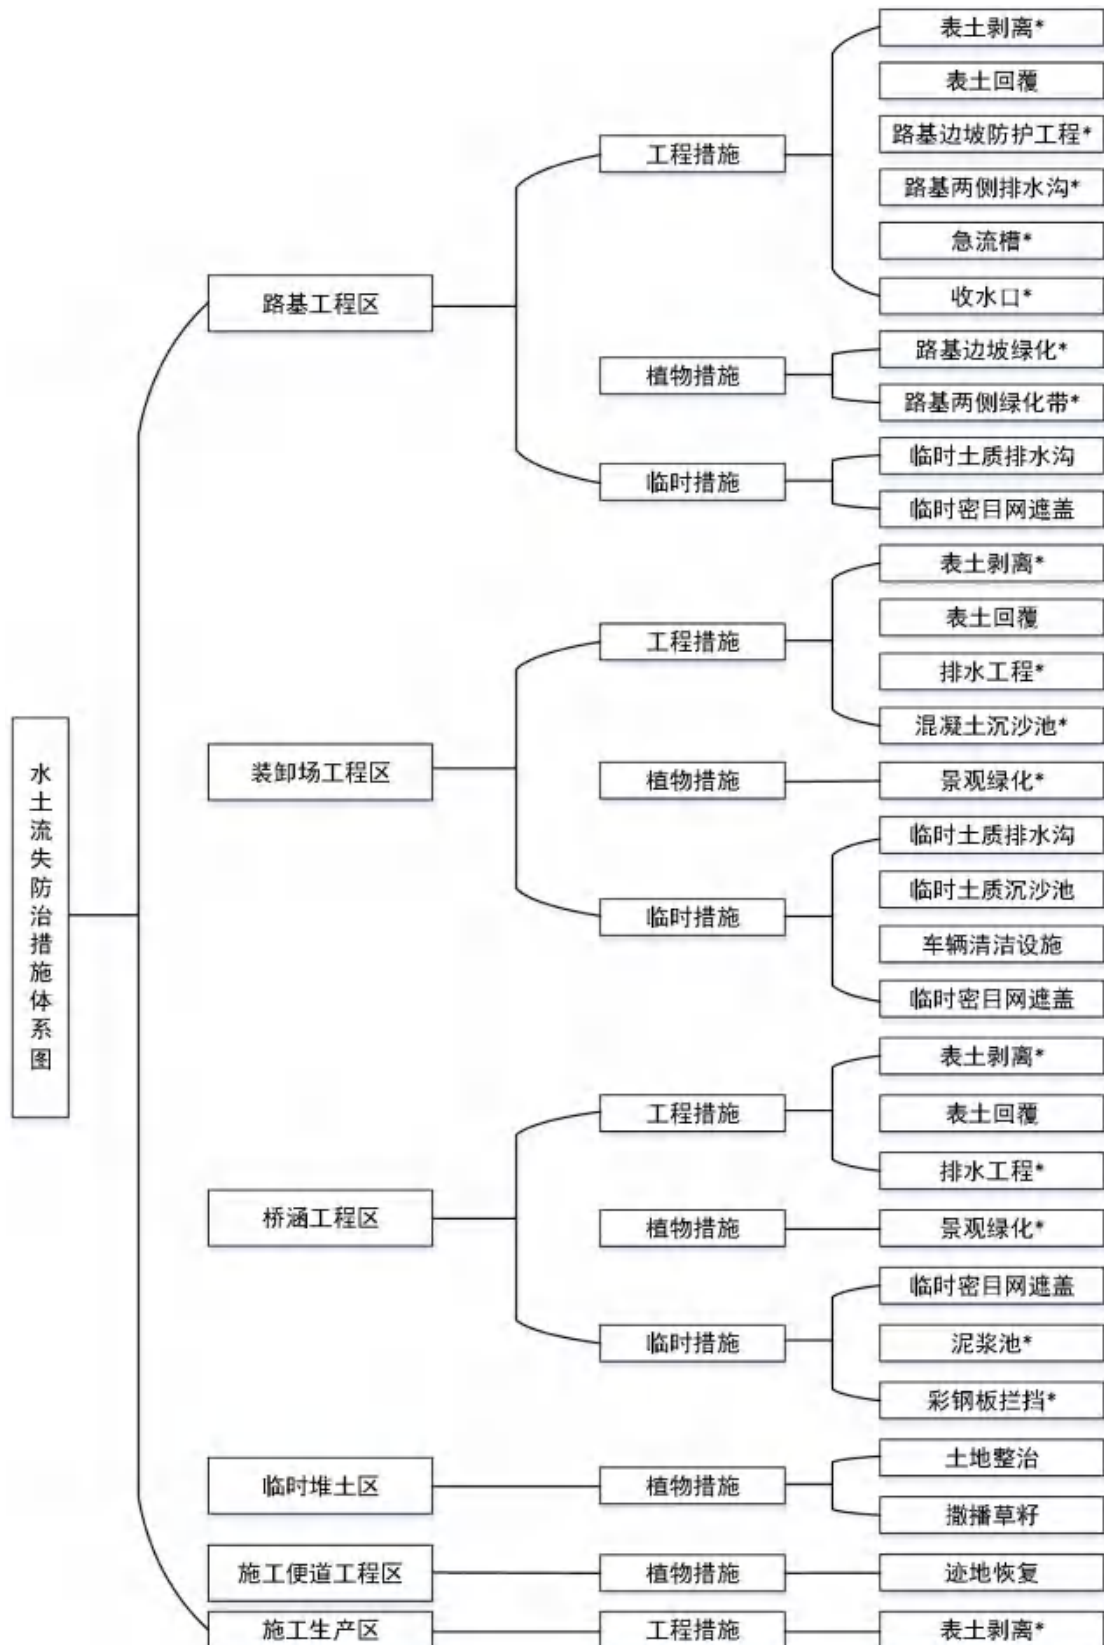 水土流失防治措施体系图
路基工程区
工程措施
表土剥离*
表土回覆
路基边坡防护工程*
路基两侧排水沟*
急流槽*
收水口*
植物措施
路基边坡绿化*
路基两侧绿化带*
临时措施
临时土质排水沟
临时密目网遮盖
装卸场工程区
工程措施
表土剥离*
表土回覆
排水工程*
混凝土沉沙池*
植物措施
景观绿化*
临时措施
临时土质排水沟
临时土质沉沙池
车辆清洁设施
临时密目网遮盖
桥涵工程区
工程措施
表土剥离*
表土回覆
排水工程*
植物措施
景观绿化*
临时措施
临时密目网遮盖
泥浆池*
彩钢板拦挡*
临时堆土区
植物措施
土地整治
撒播草籽
施工便道工程区
植物措施
迹地恢复
施工生产区
工程措施
表土剥离*